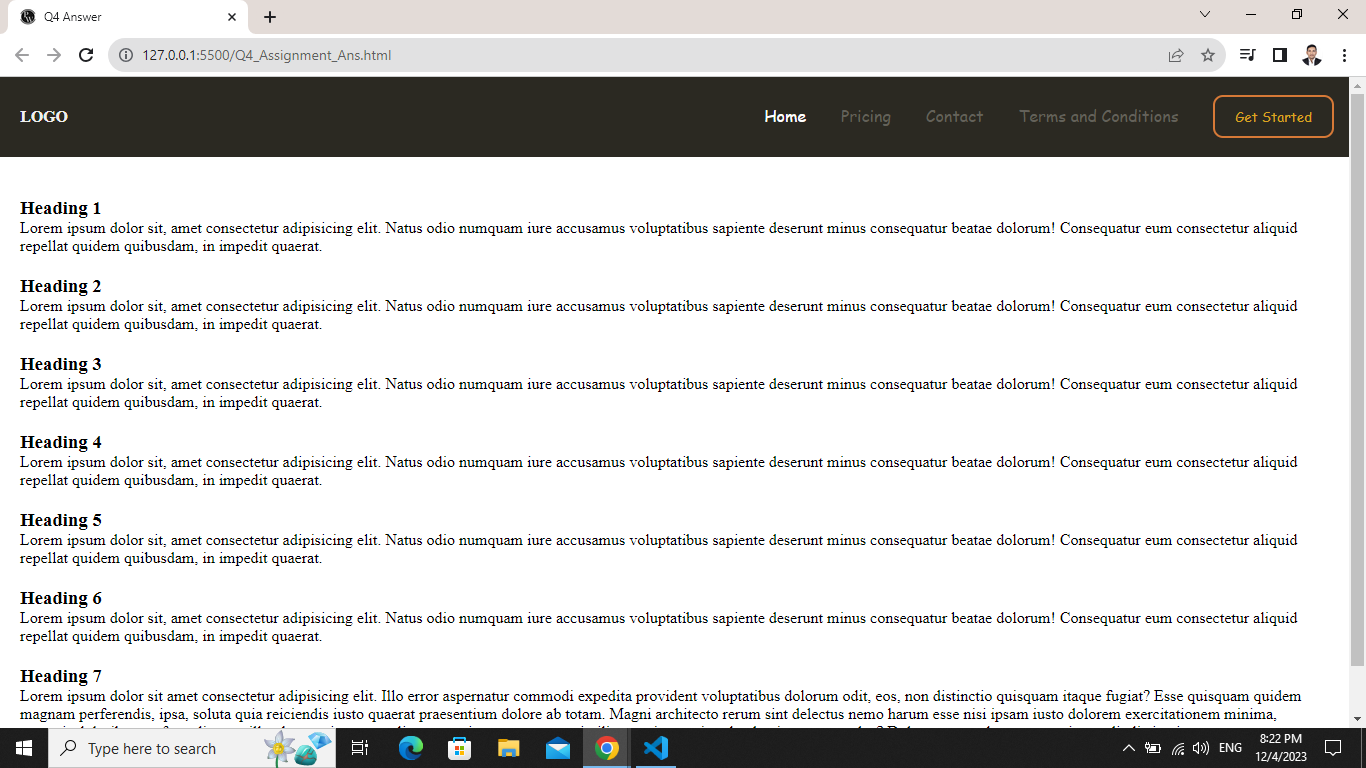 Q4 Answer
127.0.0.1:5500/Q4_Assignment_Ans.html
LOGO Home Pricing Contact Terms and Conditions Get Started
Heading 1
Lorem ipsum dolor sit, amet consectetur adipisicing elit. Natus odio numquam iure accusamus voluptatibus sapiente deserunt minus consequatur beatae dolorum! Consequatur eum consectetur aliquid
repellat quidem quibusdam, in impedit quaerat.
Heading 2
Lorem ipsum dolor sit, amet consectetur adipisicing elit. Natus odio numquam iure accusamus voluptatibus sapiente deserunt minus consequatur beatae dolorum! Consequatur eum consectetur aliquid
repellat quidem quibusdam, in impedit quaerat.
Heading 3
Lorem ipsum dolor sit, amet consectetur adipisicing elit. Natus odio numquam iure accusamus voluptatibus sapiente deserunt minus consequatur beatae dolorum! Consequatur eum consectetur aliquid
repellat quidem quibusdam, in impedit quaerat.
Heading 4
Lorem ipsum dolor sit, amet consectetur adipisicing elit. Natus odio numquam iure accusamus voluptatibus sapiente deserunt minus consequatur beatae dolorum! Consequatur eum consectetur aliquid
repellat quidem quibusdam, in impedit quaerat.
Heading 5
Lorem ipsum dolor sit, amet consectetur adipisicing elit. Natus odio numquam iure accusamus voluptatibus sapiente deserunt minus consequatur beatae dolorum! Consequatur eum consectetur aliquid
repellat quidem quibusdam, in impedit quaerat.
Heading 6
Lorem ipsum dolor sit, amet consectetur adipisicing elit. Natus odio numquam iure accusamus voluptatibus sapiente deserunt minus consequatur beatae dolorum! Consequatur eum consectetur aliquid
repellat quidem quibusdam, in impedit quaerat.
Heading 7
Lorem ipsum dolor sit amet consectetur adipisicing elit. Illo error aspernatur commodi expedita provident voluptatibus dolorum odit, eos, non distinctio quisquam itaque fugiat? Esse quisquam quidem
magnam perferendis, ipsa, soluta quia reiciendis iusto quaerat praesentium dolore ab totam. Magni architecto rerum sint delectus nemo harum esse nisi ipsam iusto dolorem exercitationem minima,
Type here to search
ENG
8:22 PM
12/4/2023